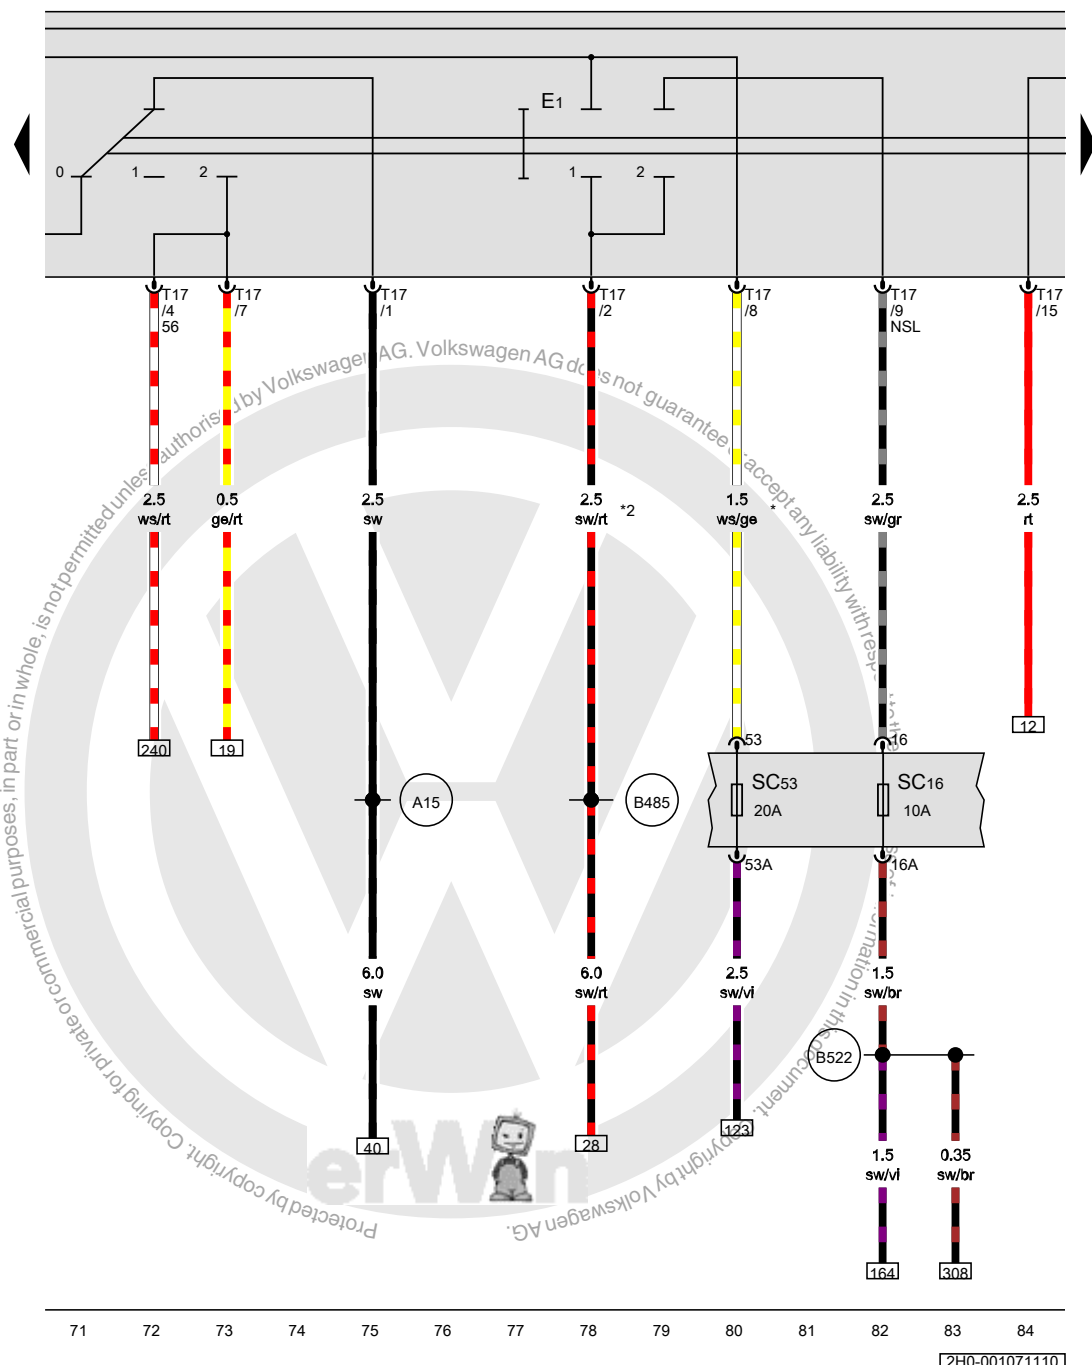 E1
0 1 2 1 2
T17 T17 T17 T17 T17 T17 T17
/4 /7 /1 /2 /8 /9 /15
56 NSL
Protected by copyright. Copying for private or commercial purposes, in part or in whole, is not permitted unless authorised by Volkswagen AG. Volkswagen AG does not guarantee or accept any liability with respect to the correctness of information in this document. Copyright by Volkswagen AG.
2.5 0.5 2.5 2.5 1.5 2.5 2.5
ws/rt ge/rt sw sw/rt *2 ws/ge * sw/gr rt
12
240 19 53 16
SC53 SC16
A15 B485 20A 10A
53A 16A
6.0 6.0 2.5 1.5
sw sw/rt sw/vi sw/br
B522
123
40 28
1.5 0.35
sw/vi sw/br
erWin
164 308
71 72 73 74 75 76 77 78 79 80 81 82 83 84
2H0-001071110